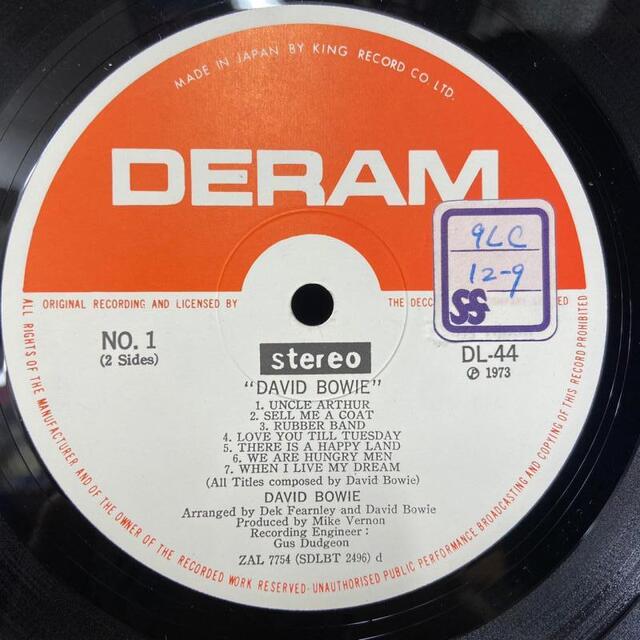 MADE IN JAPAN BY KING RECORD CO. LTD.
DERAM
9LC
12-9
SS
ORIGINAL RECORDING AND LICENSED BY THE DECC
NO. 1
(2 Sides)
stereo
DL-44
Ⓟ 1973
"DAVID BOWIE"
1. UNCLE ARTHUR
2. SELL ME A COAT
3. RUBBER BAND
4. LOVE YOU TILL TUESDAY
5. THERE IS A HAPPY LAND
6. WE ARE HUNGRY MEN
7. WHEN I LIVE MY DREAM
(All Titles composed by David Bowie)
DAVID BOWIE
Arranged by Dek Fearnley and David Bowie
Produced by Mike Vernon
Recording Engineer :
Gus Dudgeon
ZAL 7754 (SDLBT 2496) d
ALL RIGHTS OF THE MANUFACTURER AND OF THE OWNER OF THE RECORDED WORK RESERVED-UNAUTHORISED PUBLIC PERFORMANCE, BROADCASTING AND COPYING OF THIS RECORD PROHIBITED